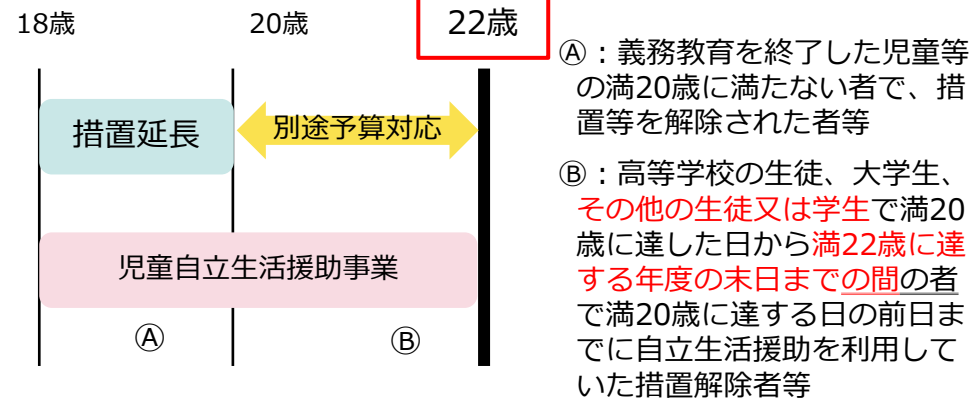 18歳
20歳
22歳
措置延長
別途予算対応
児童自立生活援助事業
Ⓐ
Ⓑ
Ⓐ：義務教育を終了した児童等
の満20歳に満たない者で、措
置等を解除された者等
Ⓑ：高等学校の生徒、大学生、
その他の生徒又は学生で満20
歳に達した日から満22歳に達
する年度の末日までの間の者
で満20歳に達する日の前日ま
でに自立生活援助を利用して
いた措置解除者等